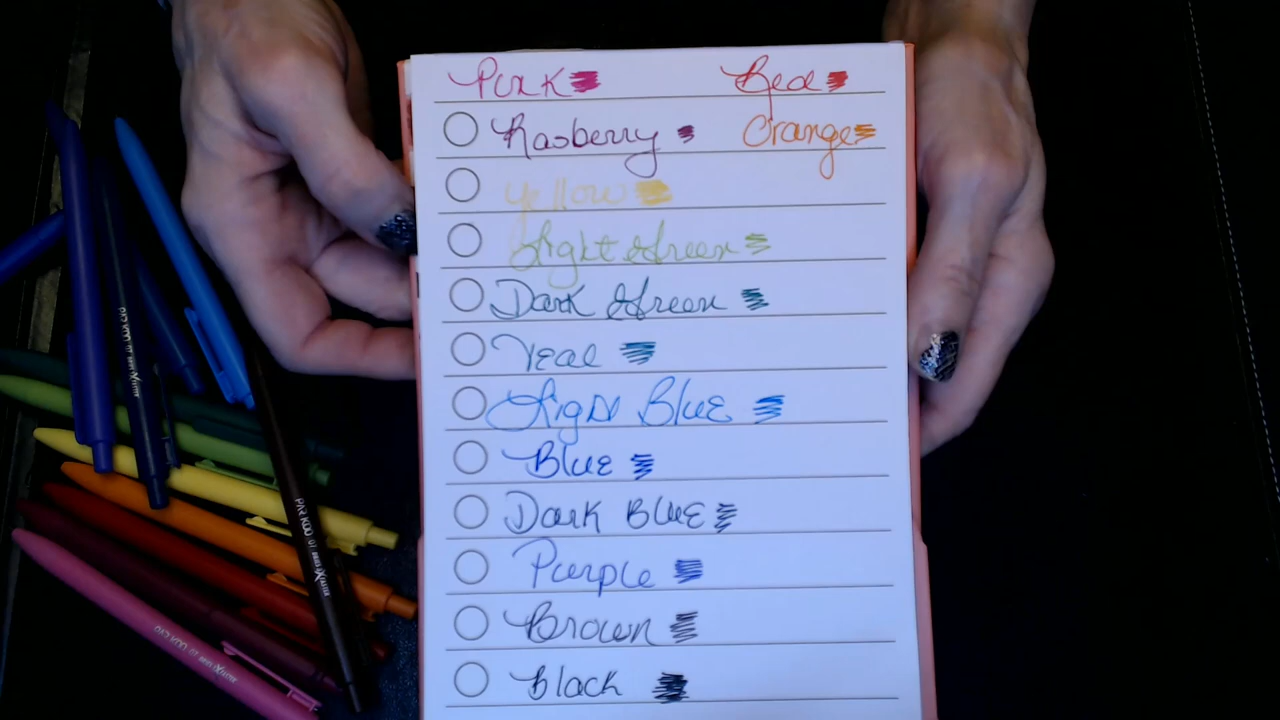 Pink Red
Rasberry Orange
Yellow
Light Green
Dark Green
Teal
Light Blue
Blue
Dark Blue
Purple
Brown
Black